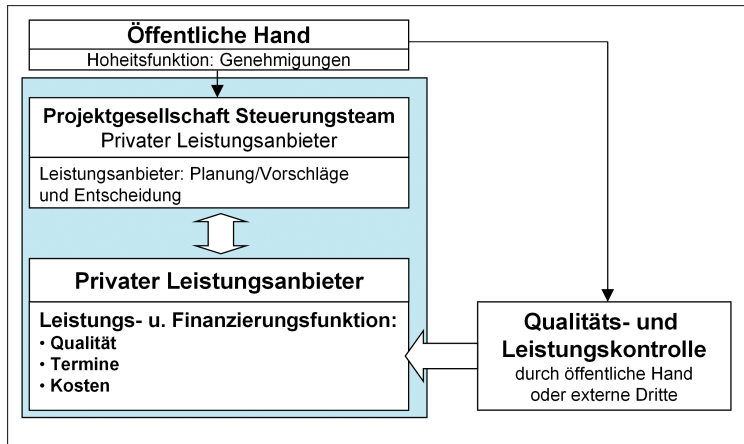 Öffentliche Hand
Hoheitsfunktion: Genehmigungen
Projektgesellschaft Steuerungsteam
Privater Leistungsanbieter
Leistungsanbieter: Planung/Vorschläge
und Entscheidung
Privater Leistungsanbieter
Leistungs- u. Finanzierungsfunktion:
• Qualität
• Termine
• Kosten
Qualitäts- und
Leistungskontrolle
durch öffentliche Hand
oder externe Dritte